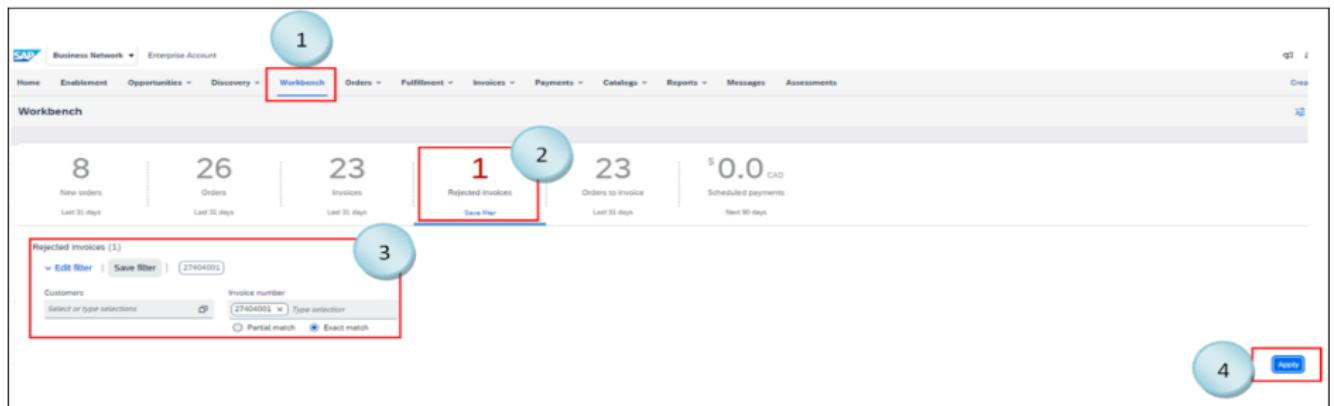 1
SAP Business Network Enterprise Account
Home Enablement Opportunities Discovery Workbench Orders Fulfillment Invoices Payments Catalogs Reports Messages Assessments Crea
Workbench
8 26 23 1 2 23 $ 0.0 CAD
New orders Orders Invoices Rejected invoices Orders to invoice Scheduled payments
Last 31 days Last 31 days Last 31 days Save filter Last 31 days Next 90 days
Rejected invoices (1)
3
Edit filter | Save filter | 27404001
Customers Invoice number
Select or type selections 27404001 × Type selection
Partial match Exact match
4 Apply